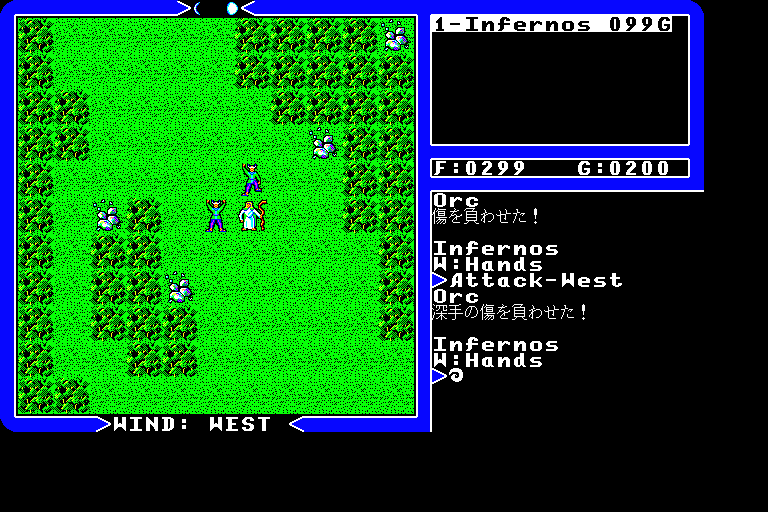 1-Infernos 099G
F:0299 G:0200
Orc
傷を負わせた!
Infernos
W:Hands
Attack-West
Orc
深手の傷を負わせた!
Infernos
W:Hands
WIND: WEST